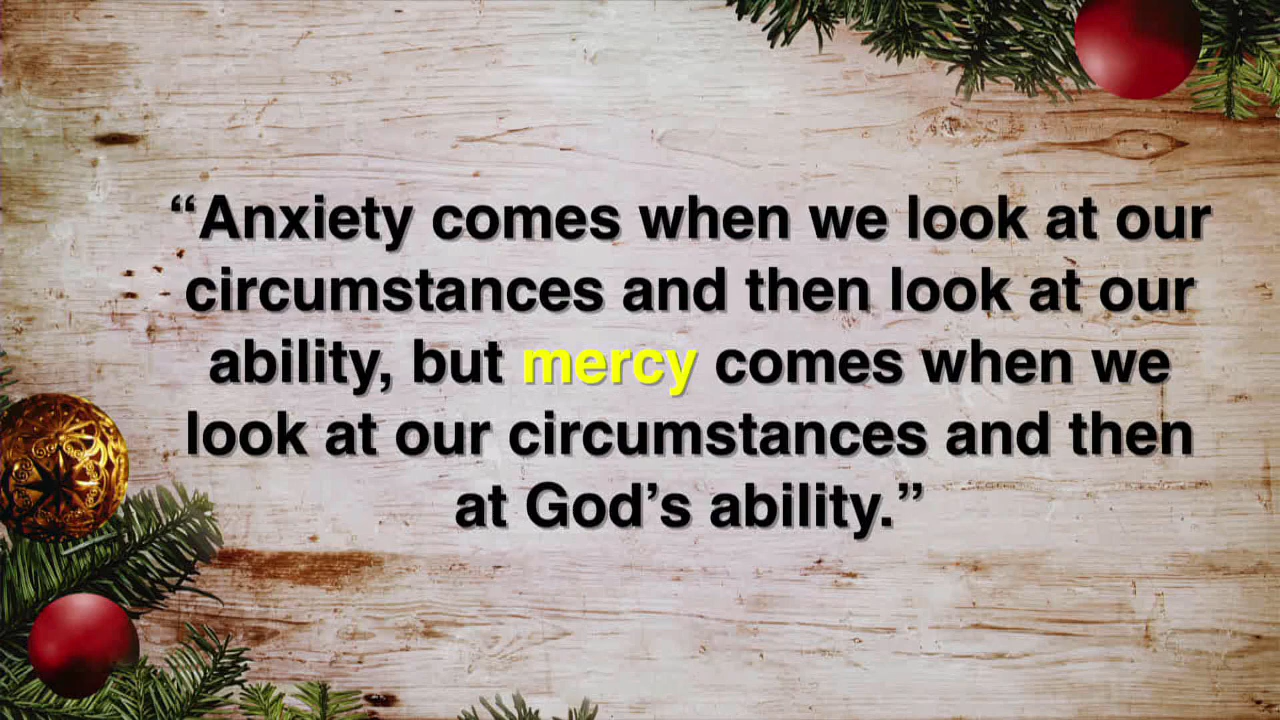 “Anxiety comes when we look at our
circumstances and then look at our
ability, but mercy comes when we
look at our circumstances and then
at God’s ability.”